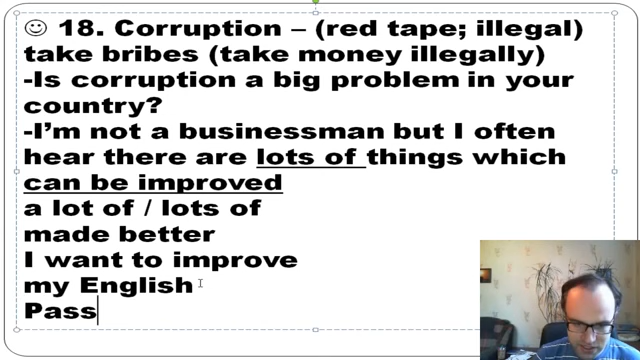 ☺ 18. Corruption – (red tape; illegal)
take bribes (take money illegally)
-Is corruption a big problem in your
country?
-I’m not a businessman but I often
hear there are lots of things which
can be improved
a lot of / lots of
made better
I want to improve
my English
Pass